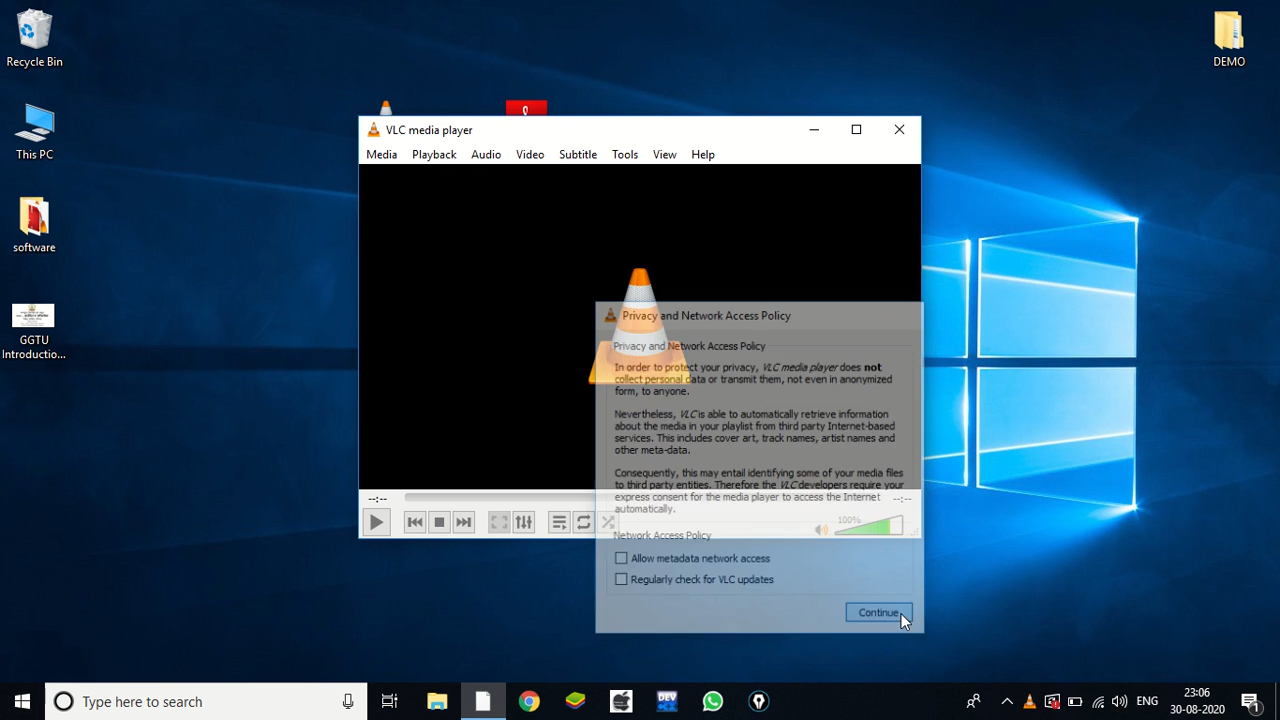 Recycle Bin
This PC
software
GGTU
Introductio...
DEMO
VLC media player
Media Playback Audio Video Subtitle Tools View Help
Privacy and Network Access Policy
Privacy and Network Access Policy
In order to protect your privacy, VLC media player does not
collect personal data or transmit them, not even in anonymized
form, to anyone.
Nevertheless, VLC is able to automatically retrieve information
about the media in your playlist from third party Internet-based
services. This includes cover art, track names, artist names and
other meta-data.
Consequently, this may entail identifying some of your media files
to third party entities. Therefore the VLC developers require your
express consent for the media player to access the Internet
automatically.
Network Access Policy
Allow metadata network access
Regularly check for VLC updates
Continue
--:-- --:--
100%
Type here to search
DEV
ENG
23:06
30-08-2020
1